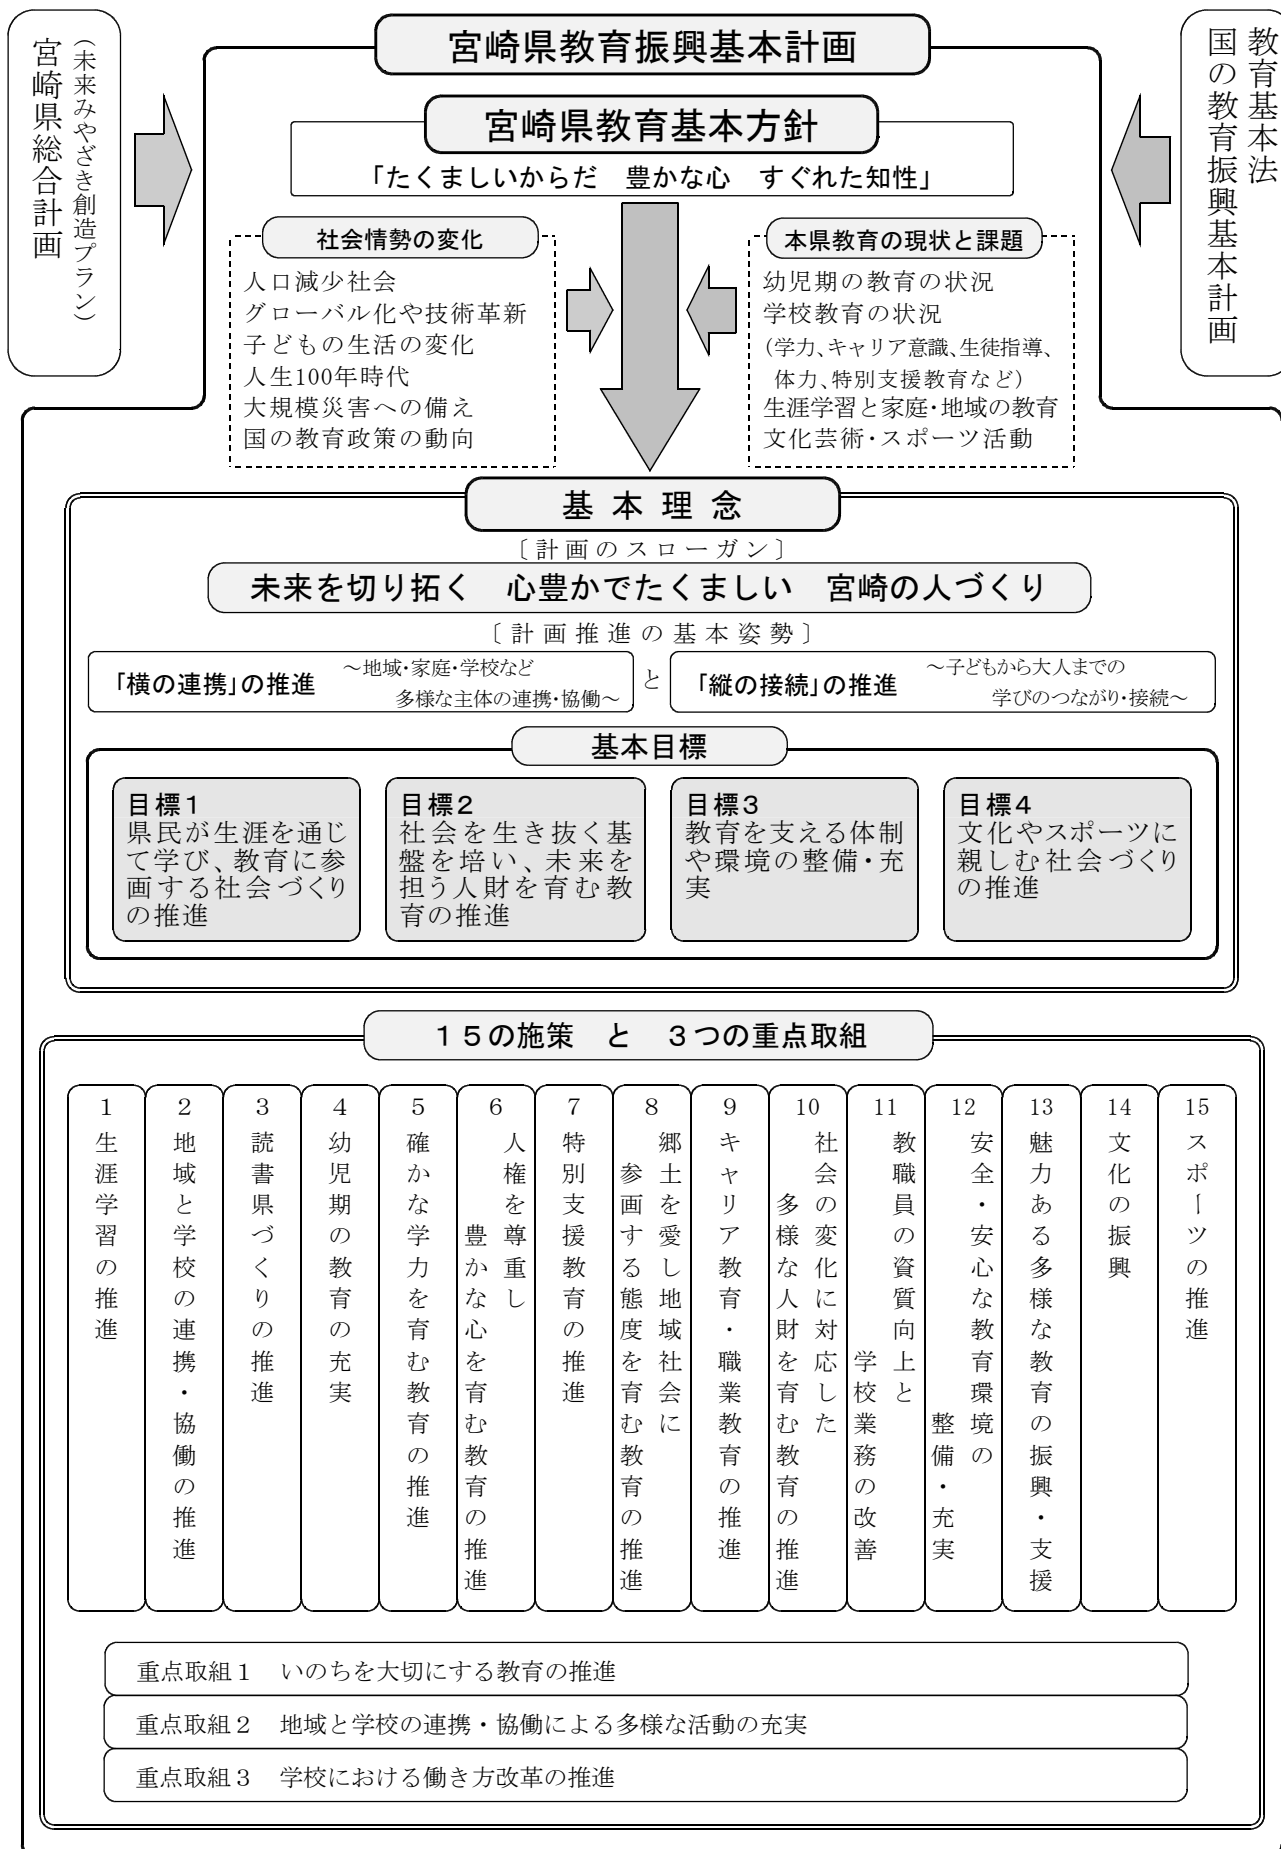 宮崎県総合計画
(未来みやざき創造プラン)
教育基本法
国の教育振興基本計画
宮崎県教育振興基本計画
宮崎県教育基本方針
「たくましいからだ　豊かな心　すぐれた知性」
社会情勢の変化
人口減少社会
グローバル化や技術革新
子どもの生活の変化
人生100年時代
大規模災害への備え
国の教育政策の動向
本県教育の現状と課題
幼児期の教育の状況
学校教育の状況
(学力、キャリア意識、生徒指導、
体力、特別支援教育など)
生涯学習と家庭・地域の教育
文化芸術・スポーツ活動
基本理念
〔計画のスローガン〕
未来を切り拓く　心豊かでたくましい　宮崎の人づくり
〔計画推進の基本姿勢〕
「横の連携」の推進
～地域・家庭・学校など
多様な主体の連携・協働～
と
「縦の接続」の推進
～子どもから大人までの
学びのつながり・接続～
基本目標
目標1
県民が生涯を通じ
て学び、教育に参
画する社会づくり
の推進
目標2
社会を生き抜く基
盤を培い、未来を
担う人財を育む教
育の推進
目標3
教育を支える体制
や環境の整備・充
実
目標4
文化やスポーツに
親しむ社会づくり
の推進
１５の施策　と　３つの重点取組
1
生涯学習の推進
2
地域と学校の連携・協働の推進
3
読書県づくりの推進
4
幼児期の教育の充実
5
確かな学力を育む教育の推進
6
人権を尊重し
豊かな心を育む教育の推進
7
特別支援教育の推進
8
郷土を愛し地域社会に
参画する態度を育む教育の推進
9
キャリア教育・職業教育の推進
10
社会の変化に対応した
多様な人財を育む教育の推進
11
教職員の資質向上と
学校業務の改善
12
安全・安心な教育環境の
整備・充実
13
魅力ある多様な教育の振興・支援
14
文化の振興
15
スポーツの推進
重点取組１　いのちを大切にする教育の推進
重点取組２　地域と学校の連携・協働による多様な活動の充実
重点取組３　学校における働き方改革の推進